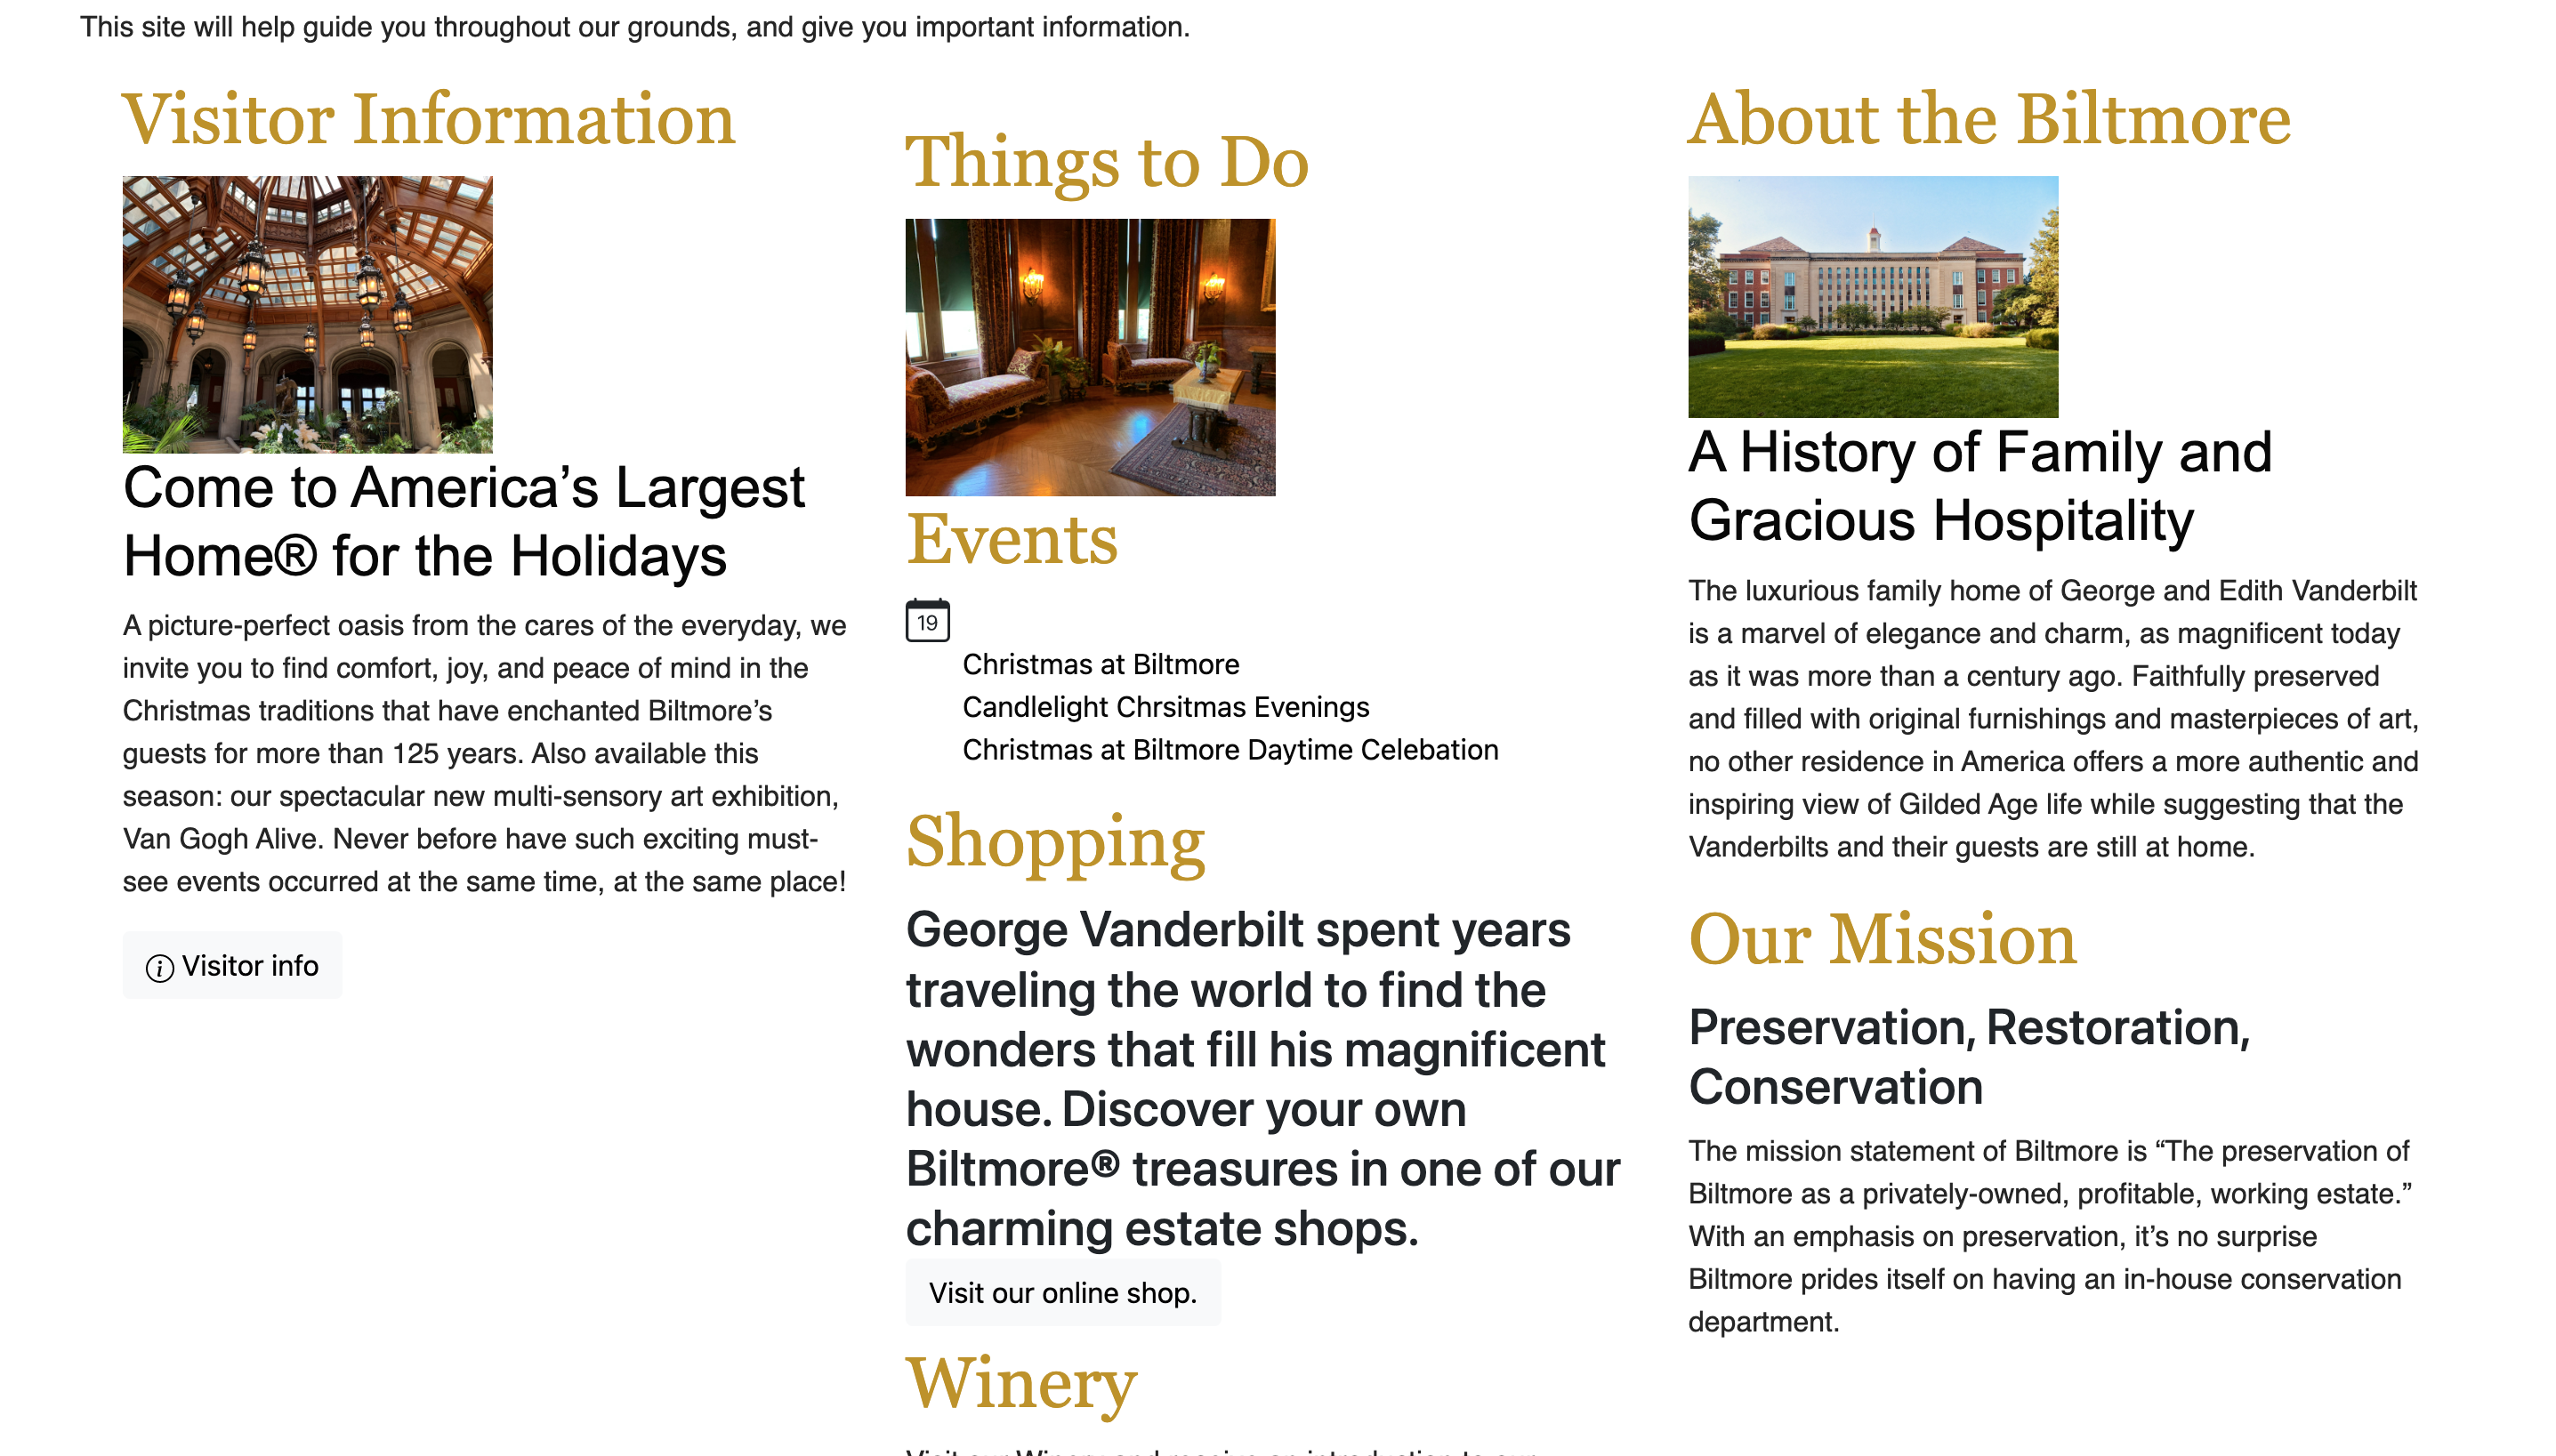 This site will help guide you throughout our grounds, and give you important information.
Visitor Information
Come to America’s Largest
Home® for the Holidays
A picture-perfect oasis from the cares of the everyday, we
invite you to find comfort, joy, and peace of mind in the
Christmas traditions that have enchanted Biltmore’s
guests for more than 125 years. Also available this
season: our spectacular new multi-sensory art exhibition,
Van Gogh Alive. Never before have such exciting must-
see events occurred at the same time, at the same place!
Visitor info
Things to Do
Events
19
Christmas at Biltmore
Candlelight Chrsitmas Evenings
Christmas at Biltmore Daytime Celebation
Shopping
George Vanderbilt spent years
traveling the world to find the
wonders that fill his magnificent
house. Discover your own
Biltmore® treasures in one of our
charming estate shops.
Visit our online shop.
Winery
Visit our Winery and receive an introduction to our
About the Biltmore
A History of Family and
Gracious Hospitality
The luxurious family home of George and Edith Vanderbilt
is a marvel of elegance and charm, as magnificent today
as it was more than a century ago. Faithfully preserved
and filled with original furnishings and masterpieces of art,
no other residence in America offers a more authentic and
inspiring view of Gilded Age life while suggesting that the
Vanderbilts and their guests are still at home.
Our Mission
Preservation, Restoration,
Conservation
The mission statement of Biltmore is “The preservation of
Biltmore as a privately-owned, profitable, working estate.”
With an emphasis on preservation, it’s no surprise
Biltmore prides itself on having an in-house conservation
department.